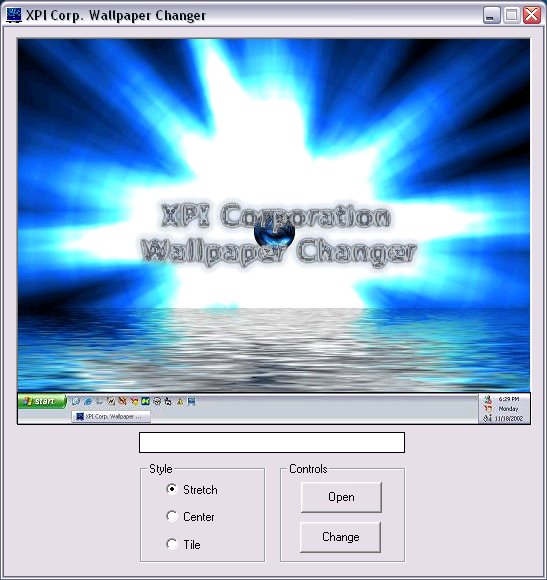 XPI Corp. Wallpaper Changer
XPI Corporation
Wallpaper Changer
start
6:29 PM
Monday
11/18/2002
XPI Corp. Wallpaper ...
Style
Stretch
Center
Tile
Controls
Open
Change